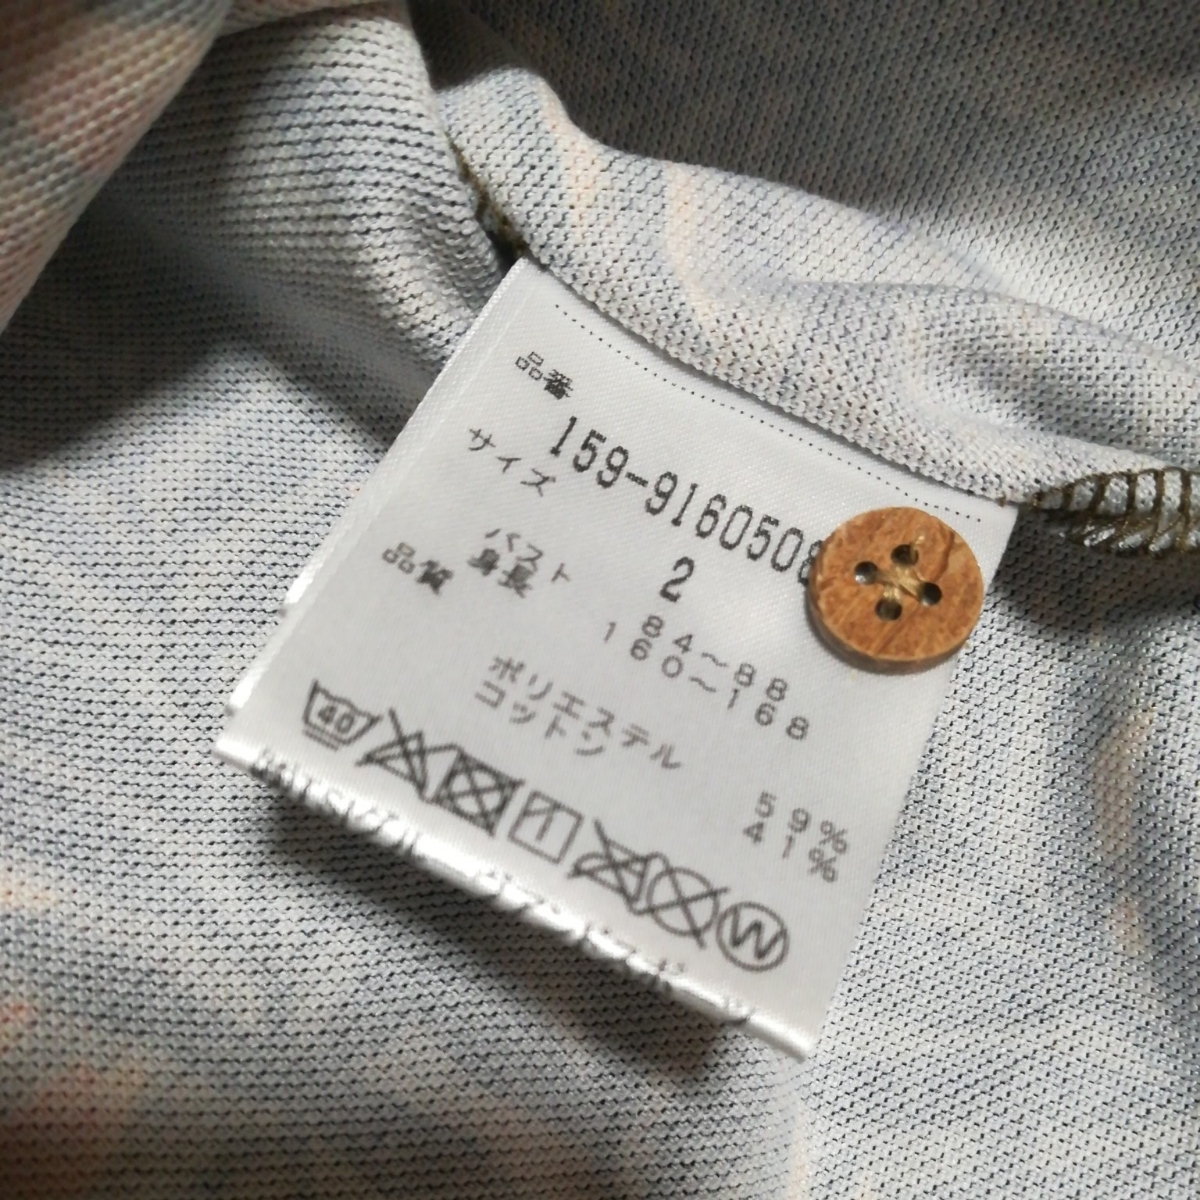 品番
159-9160508
サイズ 2
バスト 84~88
身長 160~168
品質
ポリエステル 59%
コットン 41%
40
W